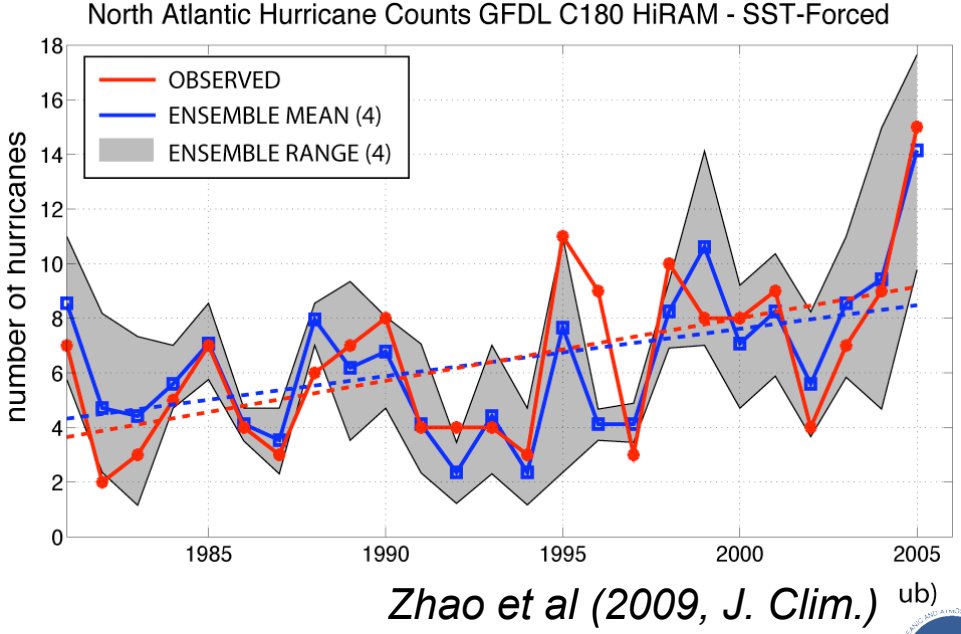 North Atlantic Hurricane Counts GFDL C180 HiRAM - SST-Forced
number of hurricanes
18
16
14
12
10
8
6
4
2
0
OBSERVED
ENSEMBLE MEAN (4)
ENSEMBLE RANGE (4)
1985 1990 1995 2000 2005
Zhao et al (2009, J. Clim.) ub)